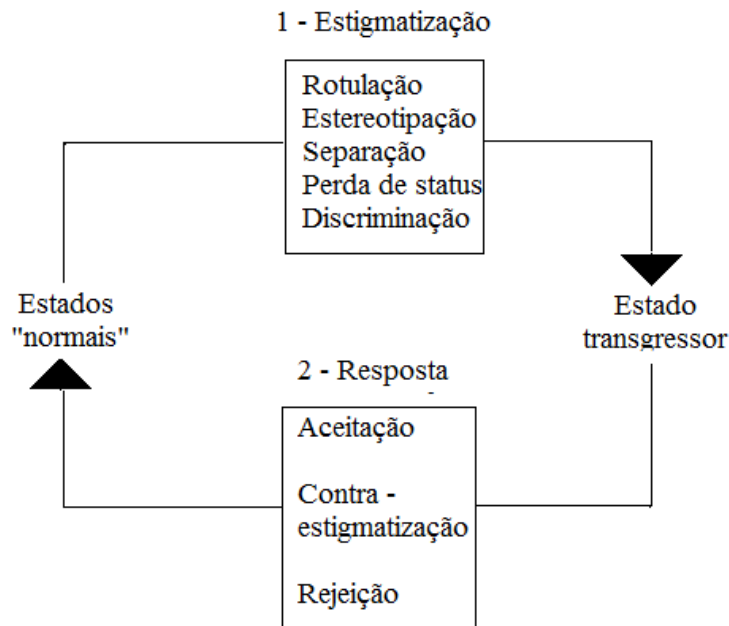 1 - Estigmatização
Rotulação
Estereotipação
Separação
Perda de status
Discriminação
Estados
"normais"
Estado
transgressor
2 - Resposta
Aceitação
Contra -
estigmatização
Rejeição